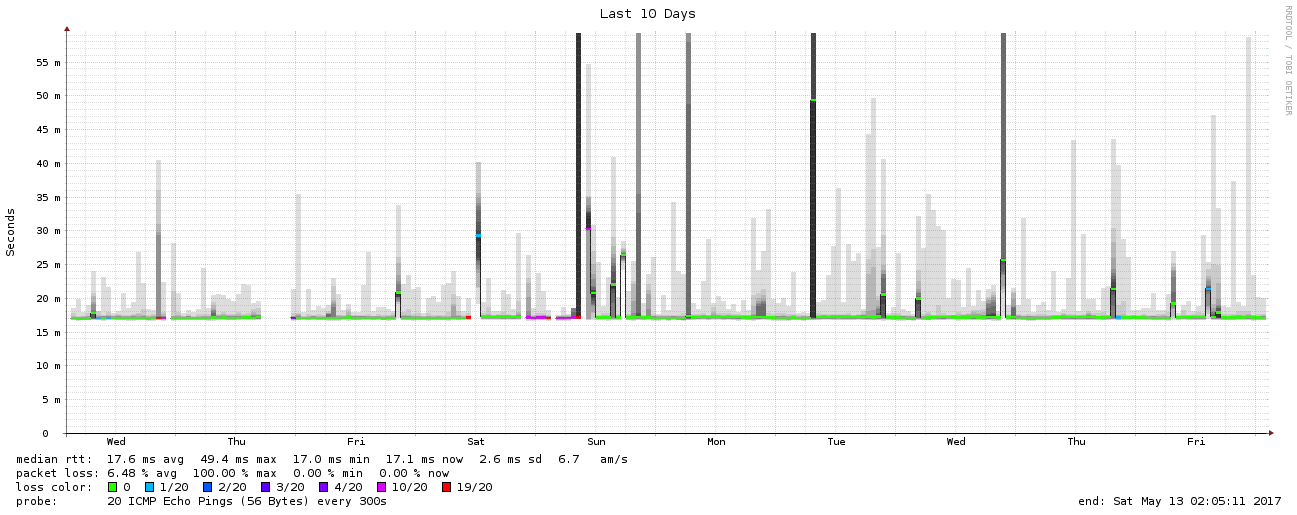 Last 10 Days
RRDTOOL / TOBI OETIKER
Seconds
55 m
50 m
45 m
40 m
35 m
30 m
25 m
20 m
15 m
10 m
5 m
0
Wed Thu Fri Sat Sun Mon Tue Wed Thu Fri
median rtt: 17.6 ms avg 49.4 ms max 17.0 ms min 17.1 ms now 2.6 ms sd 6.7 am/s
packet loss: 6.48 % avg 100.00 % max 0.00 % min 0.00 % now
loss color: 0 1/20 2/20 3/20 4/20 10/20 19/20
probe: 20 ICMP Echo Pings (56 Bytes) every 300s end: Sat May 13 02:05:11 2017